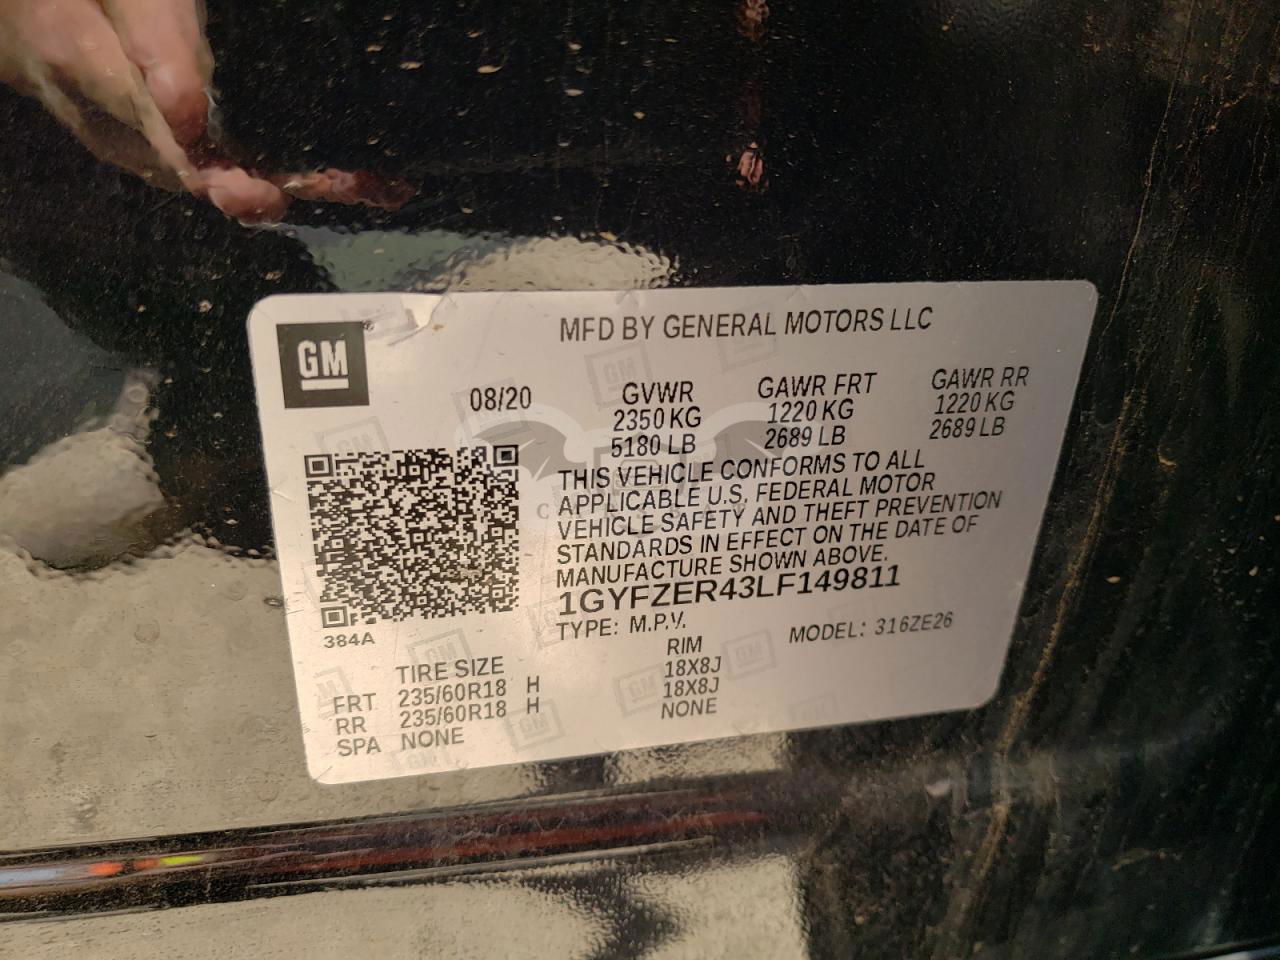 GM
MFD BY GENERAL MOTORS LLC
08/20 GVWR GAWR FRT GAWR RR
2350 KG 1220 KG 1220 KG
5180 LB 2689 LB 2689 LB
THIS VEHICLE CONFORMS TO ALL
APPLICABLE U.S. FEDERAL MOTOR
VEHICLE SAFETY AND THEFT PREVENTION
STANDARDS IN EFFECT ON THE DATE OF
MANUFACTURE SHOWN ABOVE.
1GYFZER43LF149811
TYPE: M.P.V. MODEL: 316ZE26
384A
TIRE SIZE RIM
FRT 235/60R18 H 18X8J
RR 235/60R18 H 18X8J
SPA NONE NONE